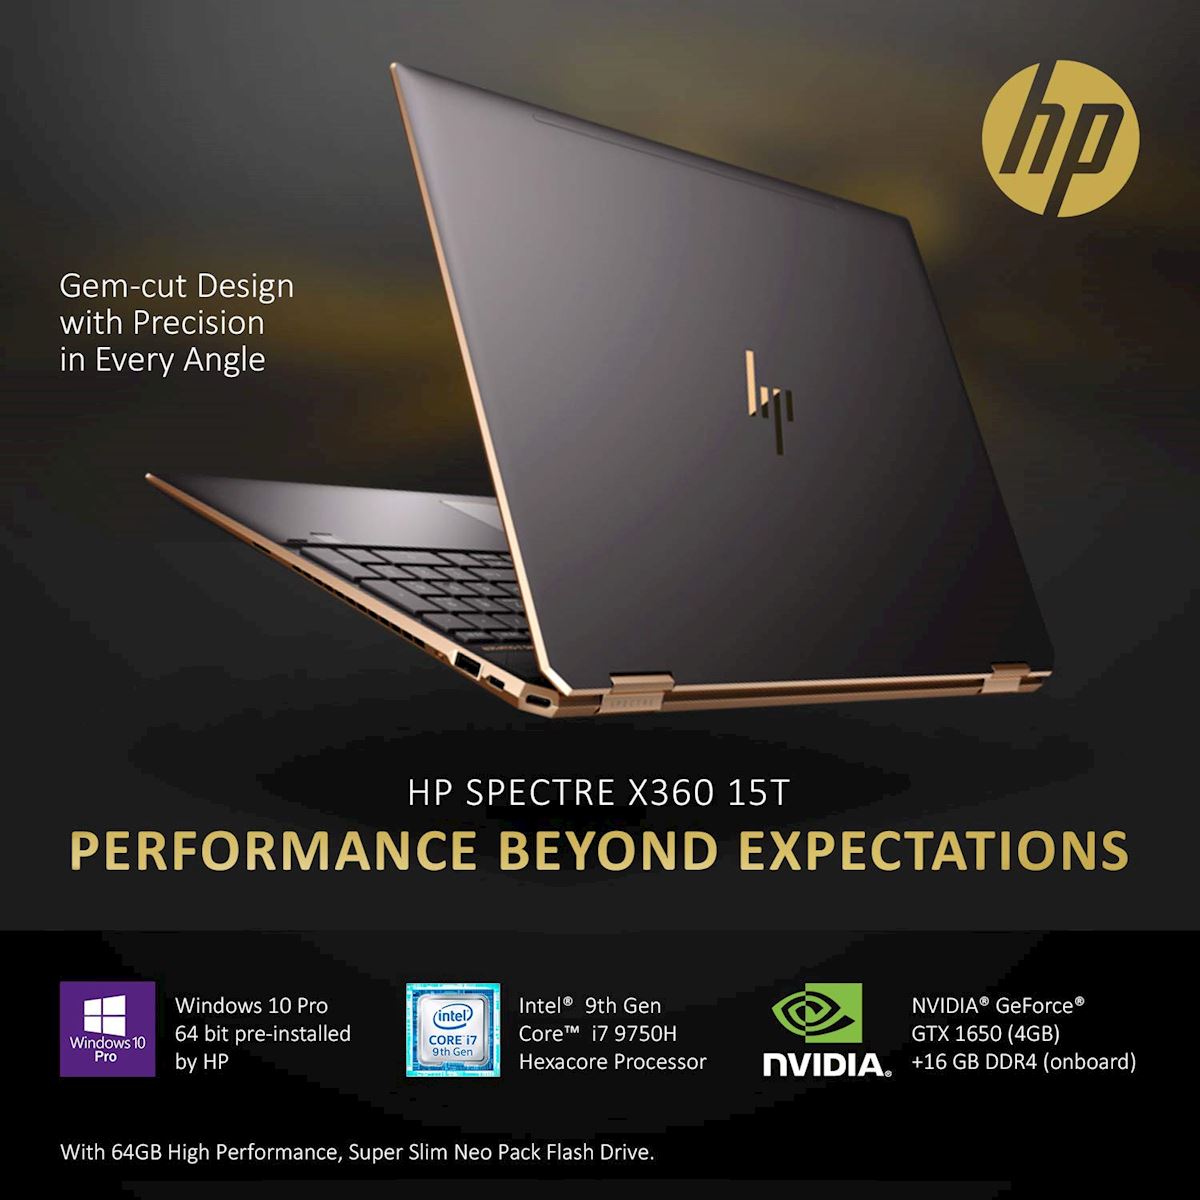 hp
Gem-cut Design
with Precision
in Every Angle
hp
SPECTRE
HP SPECTRE X360 15T
PERFORMANCE BEYOND EXPECTATIONS
Windows 10
Pro
Windows 10 Pro
64 bit pre-installed
by HP
intel
CORE i7
9th Gen
Intel® 9th Gen
Core™ i7 9750H
Hexacore Processor
NVIDIA®
NVIDIA® GeForce®
GTX 1650 (4GB)
+16 GB DDR4 (onboard)
With 64GB High Performance, Super Slim Neo Pack Flash Drive.